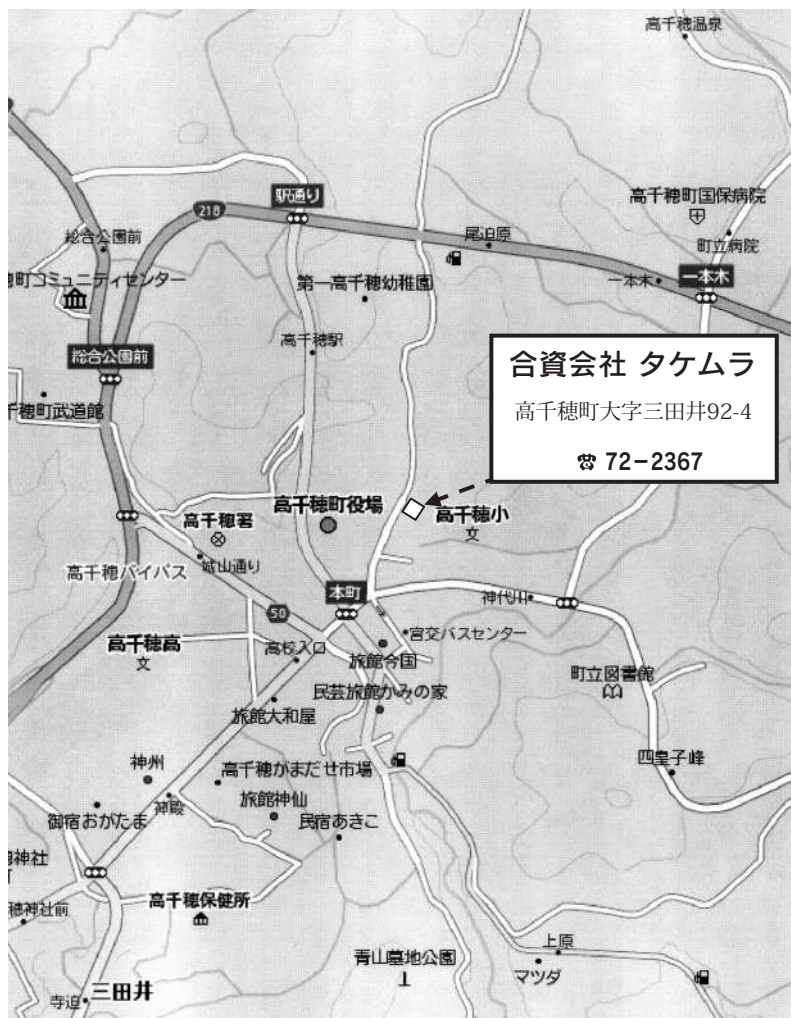 高千穂温泉
駅通り
高千穂町国保病院
218
総合公園前
尾迫原
町立病院
穂町コミュニティセンター
第一高千穂幼稚園
一本木
一本木
高千穂駅
総合公園前
合資会社 タケムラ
千穂町武道館
高千穂町大字三田井92-4
☎ 72-2367
高千穂町役場
高千穂小
文
高千穂署
城山通り
高千穂バイパス
本町
神代川
50
宮交バスセンター
高千穂高
文
高校入口
旅館今国
町立図書館
民芸旅館かみの家
旅館大和屋
四皇子峰
神州
高千穂がまだせ市場
神殿
旅館神仙
御宿おがたま
民宿あきこ
穂神社
高千穂保健所
穂神社前
上原
青山墓地公園
マツダ
三田井
寺迫